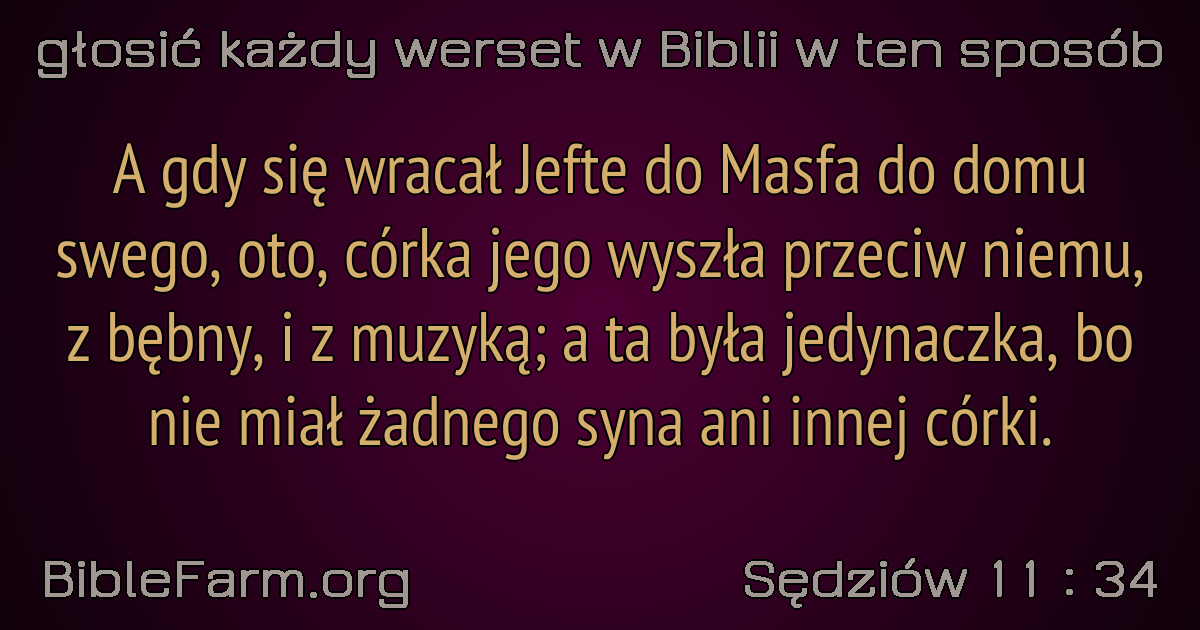 głosić każdy werset w Biblii w ten sposób
A gdy się wracał Jefte do Masfa do domu
swego, oto, córka jego wyszła przeciw niemu,
z bębny, i z muzyką; a ta była jedynaczka, bo
nie miał żadnego syna ani innej córki.
BibleFarm.org
Sędziów 11 : 34